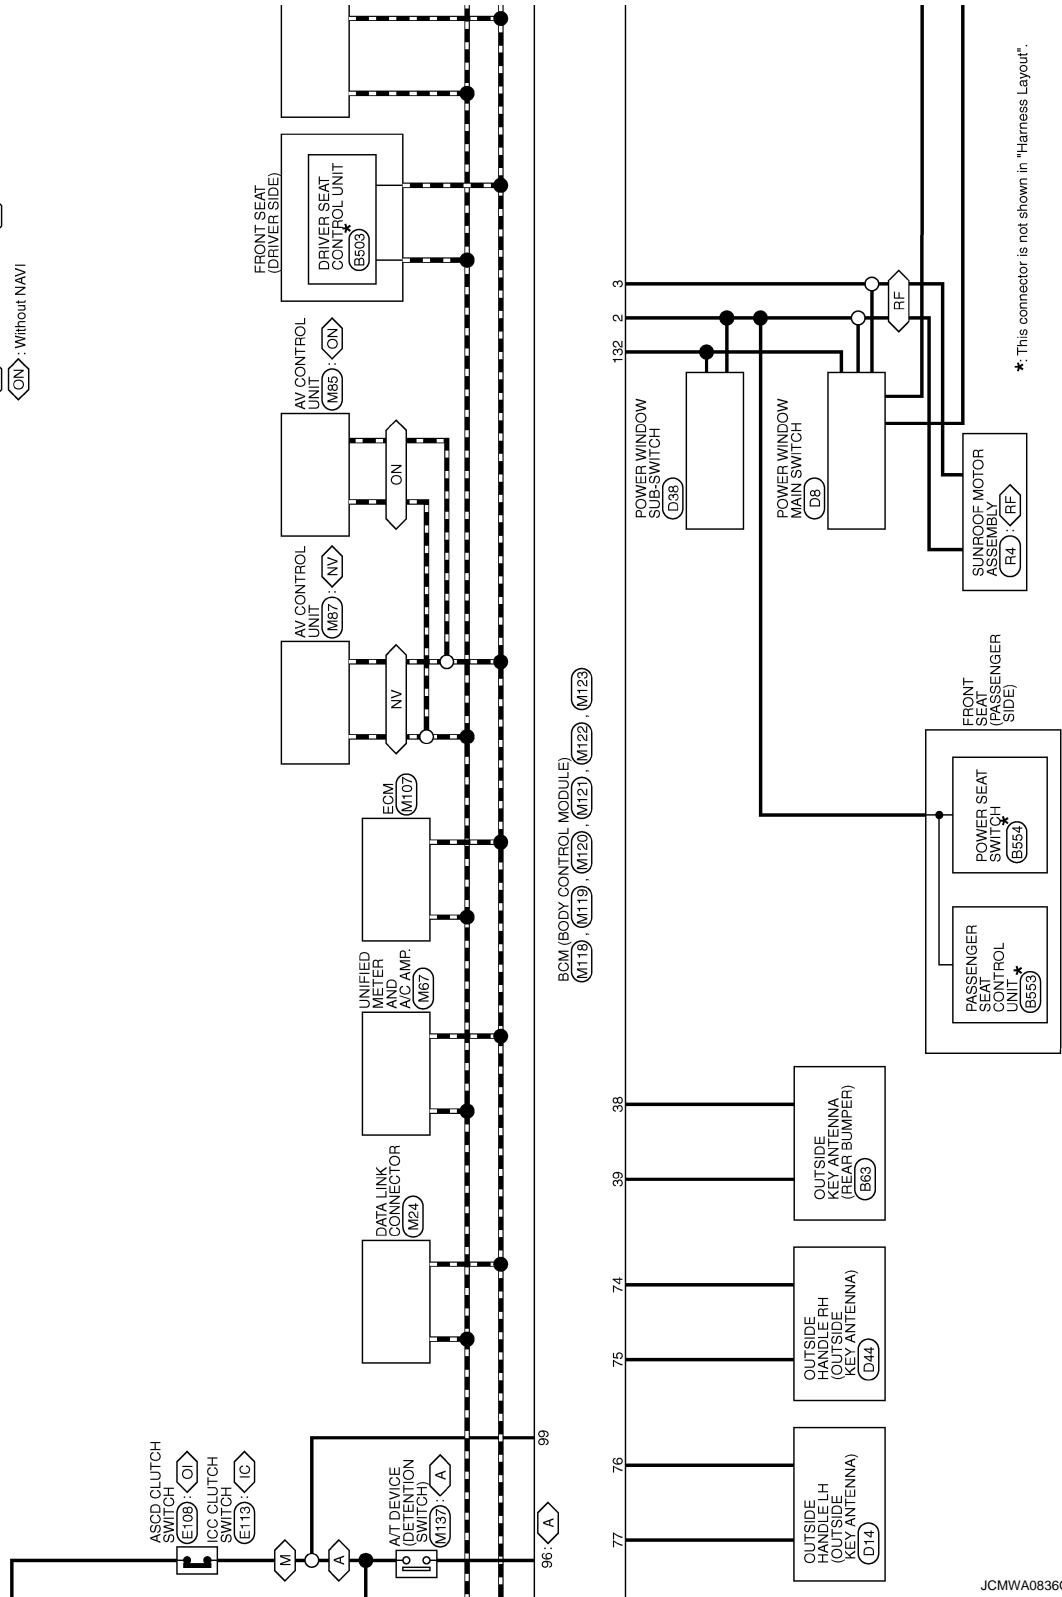 ON : Without NAVI
FRONT SEAT
(DRIVER SIDE)
DRIVER SEAT
CONTROL UNIT
*
B503
AV CONTROL
UNIT
M85 : ON
ON
AV CONTROL
UNIT
M87 : NV
NV
ECM
M107
UNIFIED
METER
AND
A/C AMP.
M67
DATA LINK
CONNECTOR
M24
ASCD CLUTCH
SWITCH
E108 : OI
ICC CLUTCH
SWITCH
E113 : IC
M
A
A/T DEVICE
(DETENTION
SWITCH)
M137 : A
99
96 : A
BCM (BODY CONTROL MODULE)
M118 , M119 , M120 , M121 , M122 , M123
3
2
132
38
39
74
75
76
77
RF
POWER WINDOW
SUB-SWITCH
D38
POWER WINDOW
MAIN SWITCH
D8
SUNROOF MOTOR
ASSEMBLY
R4 : RF
FRONT
SEAT
(PASSENGER
SIDE)
POWER SEAT
SWITCH
*
B554
PASSENGER
SEAT
CONTROL
UNIT
*
B553
OUTSIDE
KEY ANTENNA
(REAR BUMPER)
B63
OUTSIDE
HANDLE RH
(OUTSIDE
KEY ANTENNA)
D44
OUTSIDE
HANDLE LH
(OUTSIDE
KEY ANTENNA)
D14
*: This connector is not shown in "Harness Layout".